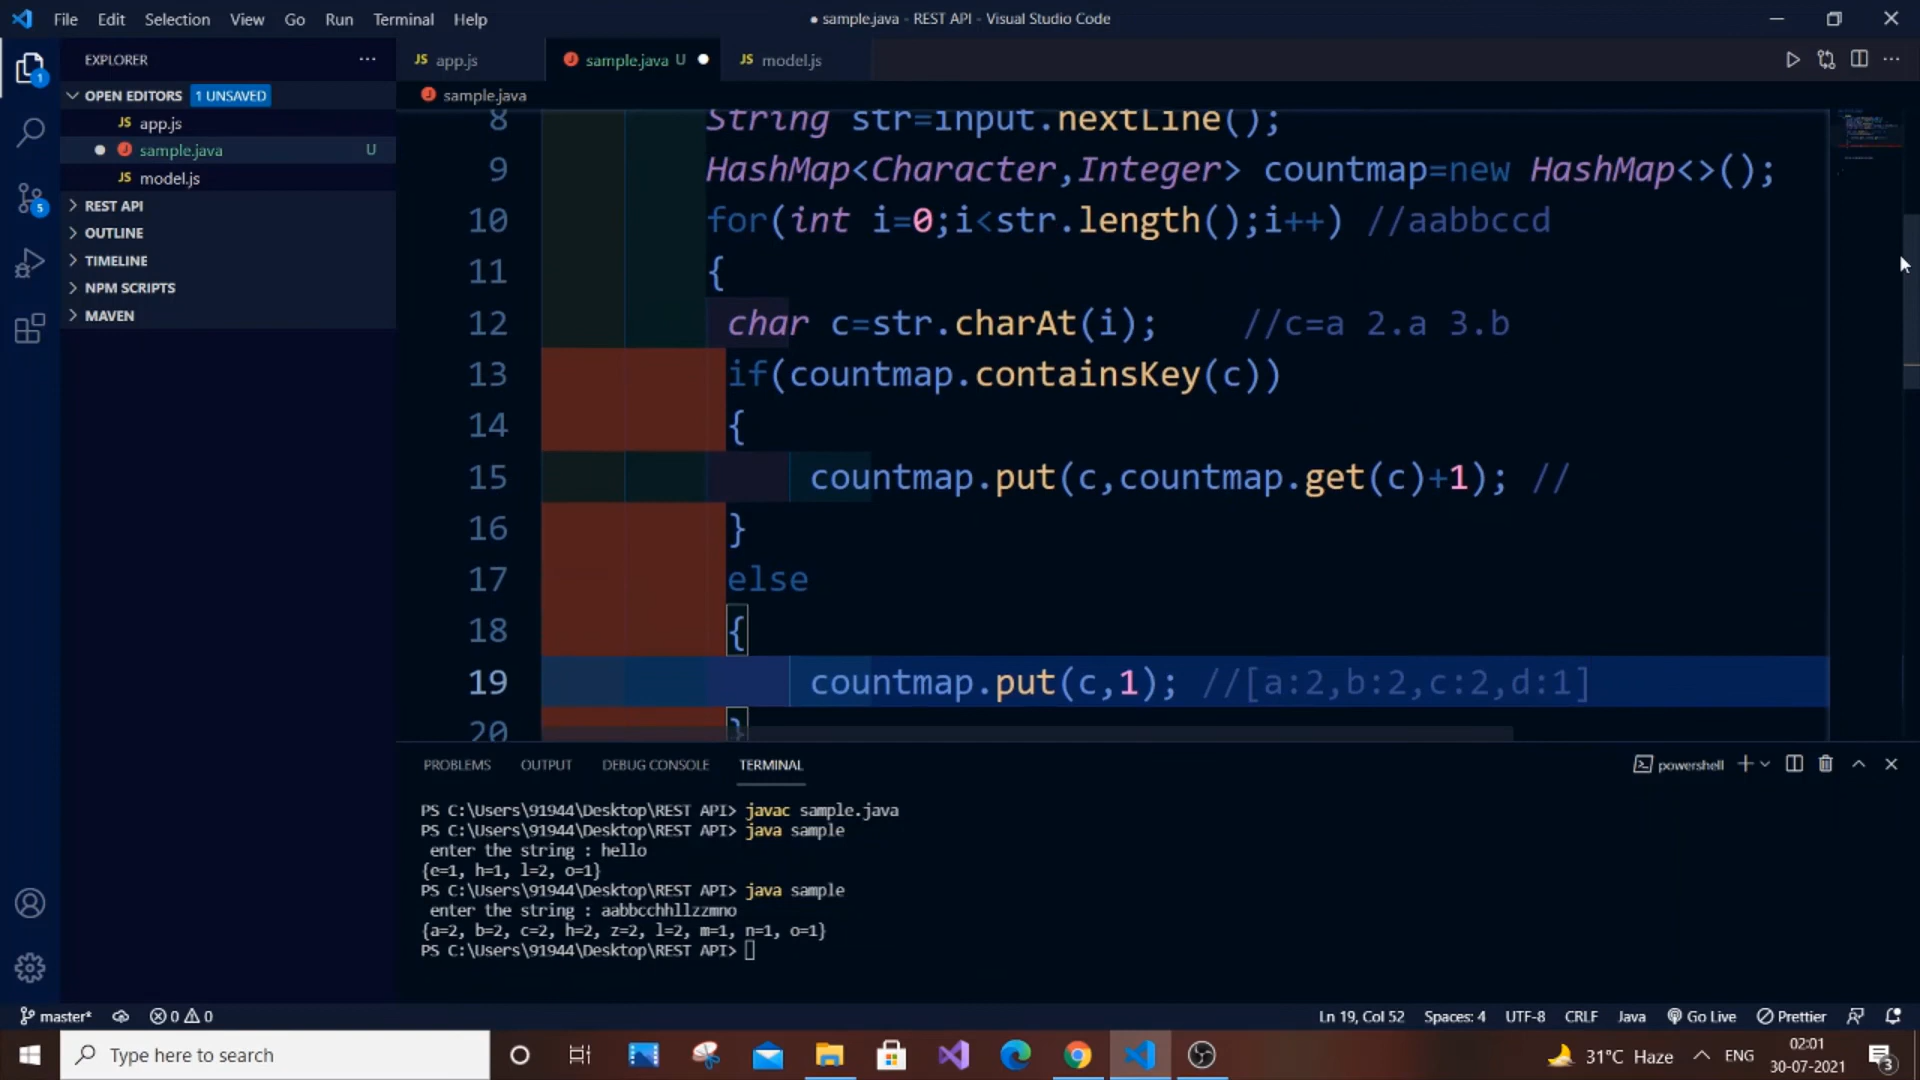 File Edit Selection View Go Run Terminal Help
● sample.java - REST API - Visual Studio Code
EXPLORER
JS app.js
sample.java U
JS model.js
OPEN EDITORS 1 UNSAVED
sample.java
JS app.js
sample.java U
JS model.js
REST API
OUTLINE
TIMELINE
NPM SCRIPTS
MAVEN
1
5
8 String str=input.nextLine();
9 HashMap<Character,Integer> countmap=new HashMap<>();
10 for(int i=0;i<str.length();i++) //aabbccd
11 {
12 char c=str.charAt(i); //c=a 2.a 3.b
13 if(countmap.containsKey(c))
14 {
15 countmap.put(c,countmap.get(c)+1); //
16 }
17 else
18 {
19 countmap.put(c,1); //[a:2,b:2,c:2,d:1]
20 }
PROBLEMS OUTPUT DEBUG CONSOLE TERMINAL
powershell
PS C:\Users\91944\Desktop\REST API> javac sample.java
PS C:\Users\91944\Desktop\REST API> java sample
enter the string : hello
{e=1, h=1, l=2, o=1}
PS C:\Users\91944\Desktop\REST API> java sample
enter the string : aabbcchhllzzmno
{a=2, b=2, c=2, h=2, z=2, l=2, m=1, n=1, o=1}
PS C:\Users\91944\Desktop\REST API>
master* 0 0
Ln 19, Col 52 Spaces: 4 UTF-8 CRLF Java Go Live Prettier
Type here to search
31°C Haze
ENG
02:01
30-07-2021
3